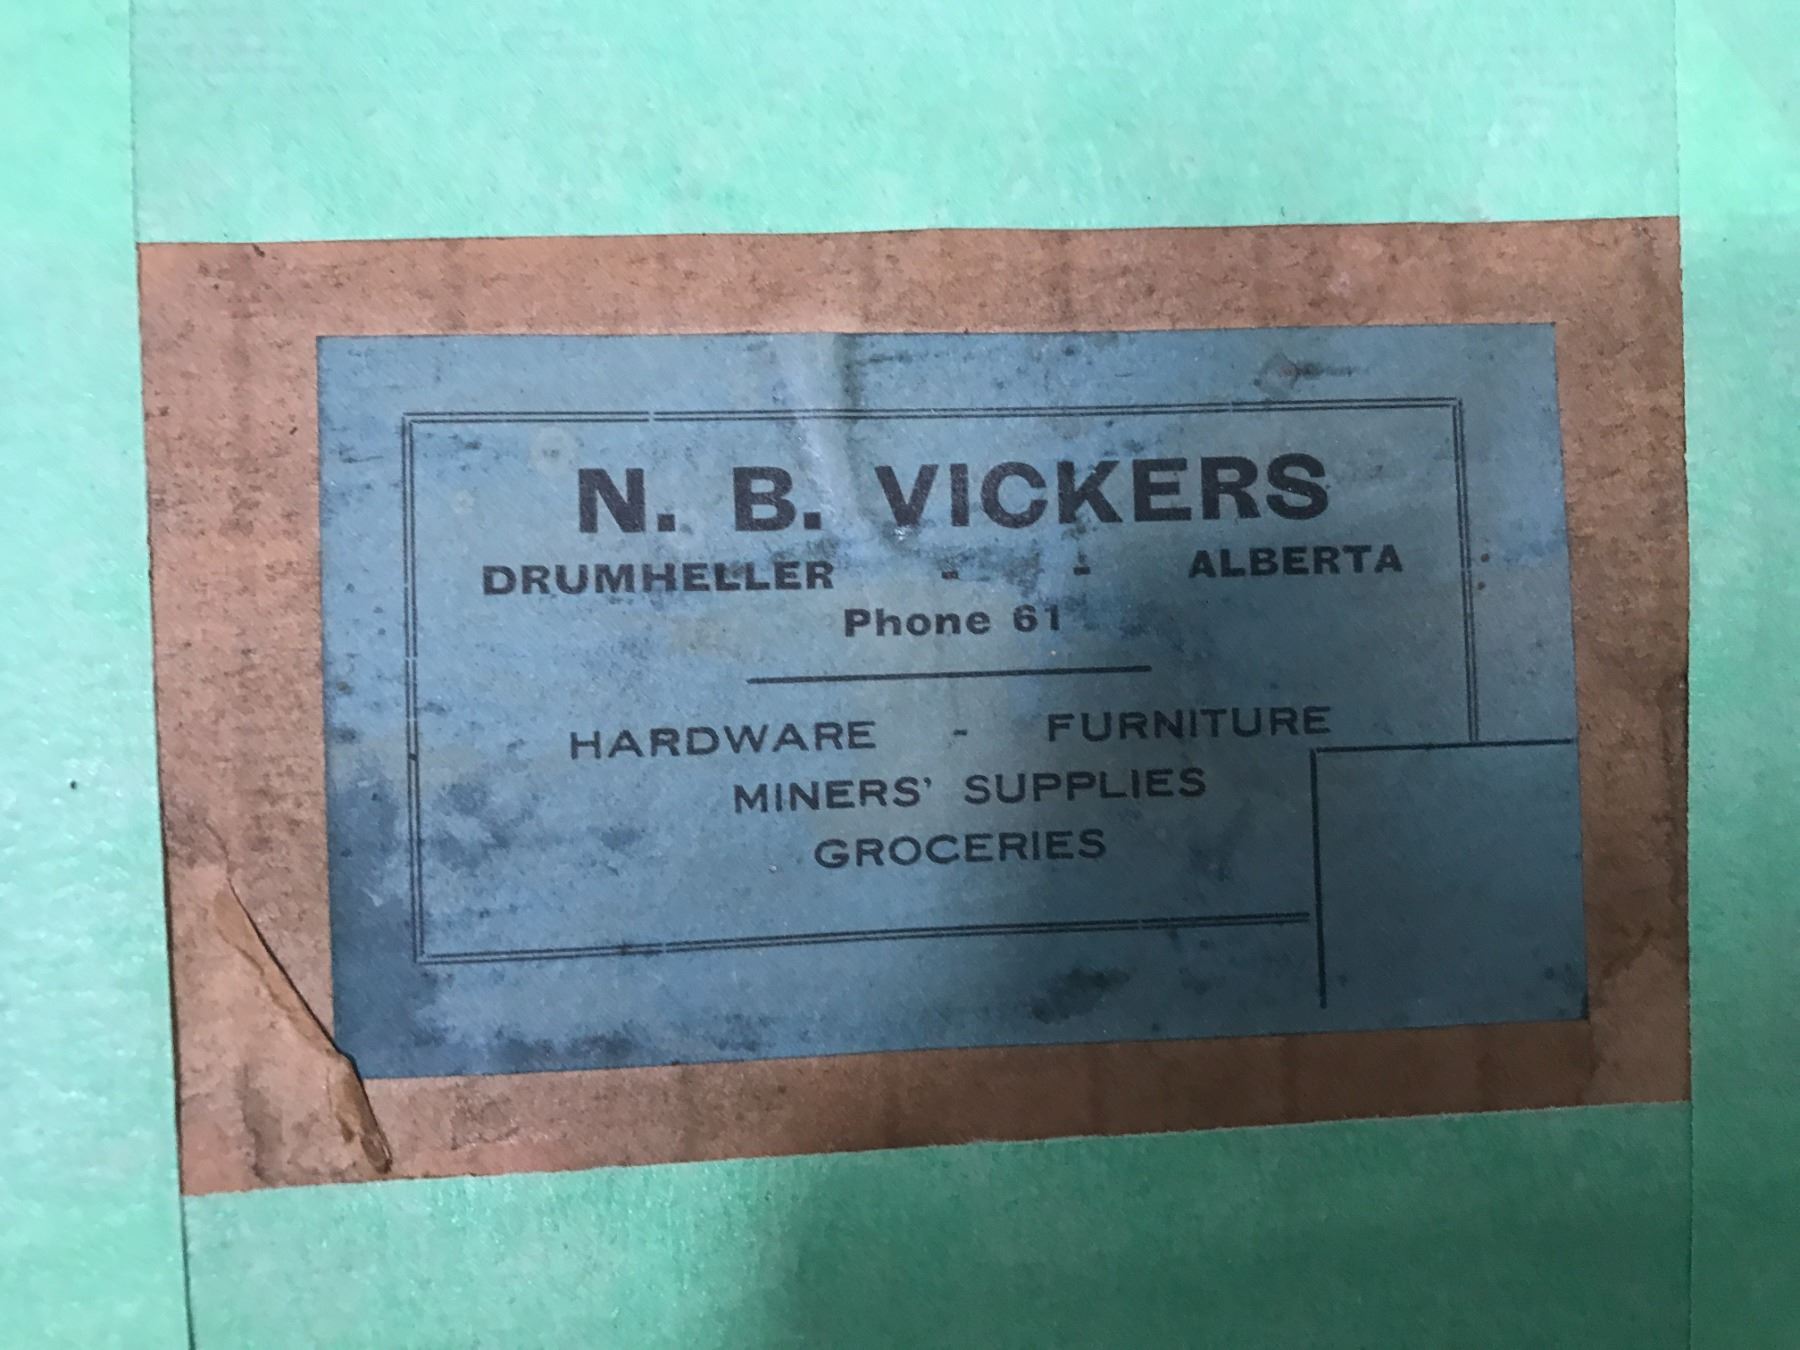 N. B. VICKERS
DRUMHELLER - - ALBERTA
Phone 61
HARDWARE - FURNITURE
MINERS' SUPPLIES
GROCERIES